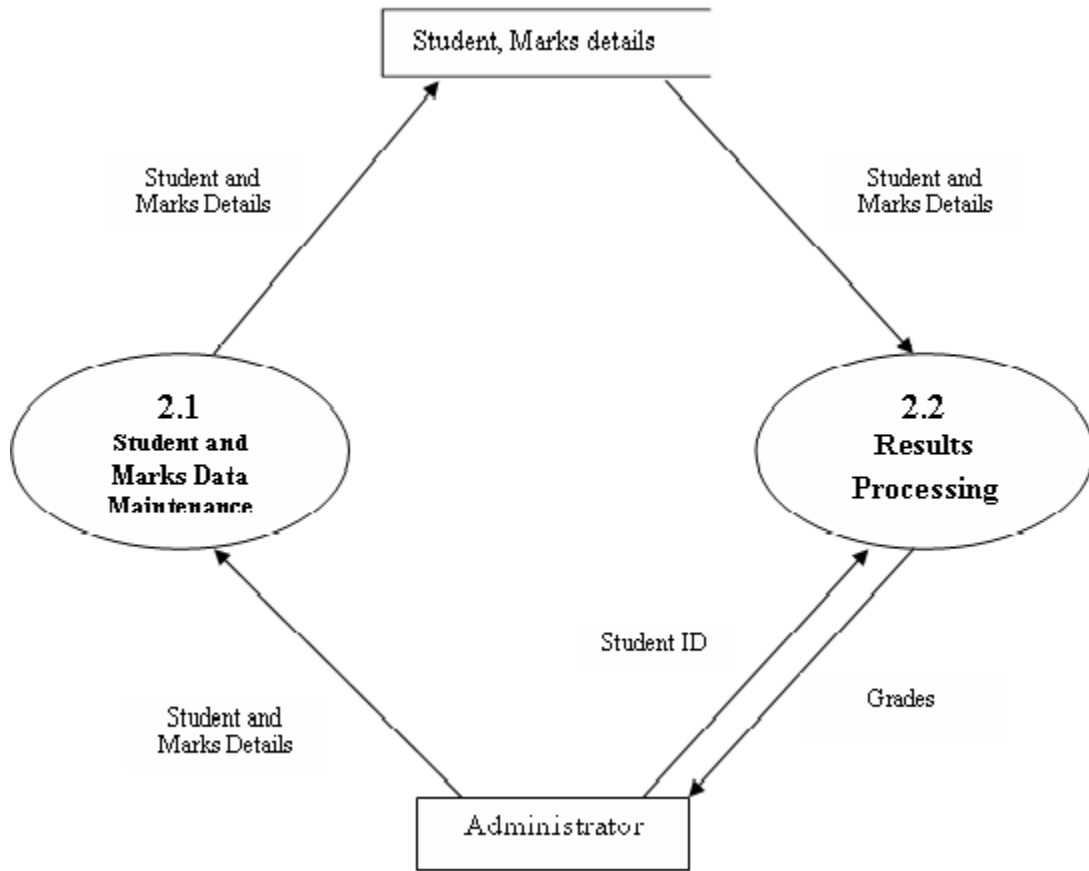 Student, Marks details
Student and
Marks Details
Student and
Marks Details
2.1
Student and
Marks Data
Maintenance
2.2
Results
Processing
Student ID
Grades
Student and
Marks Details
Administrator